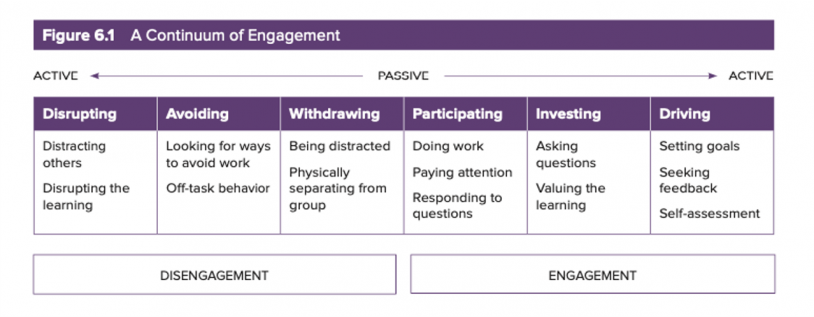 Figure 6.1 A Continuum of Engagement
ACTIVE PASSIVE ACTIVE
Disrupting Avoiding Withdrawing Participating Investing Driving
Distracting
others
Disrupting the
learning
Looking for ways
to avoid work
Off-task behavior
Being distracted
Physically
separating from
group
Doing work
Paying attention
Responding to
questions
Asking
questions
Valuing the
learning
Setting goals
Seeking
feedback
Self-assessment
DISENGAGEMENT ENGAGEMENT